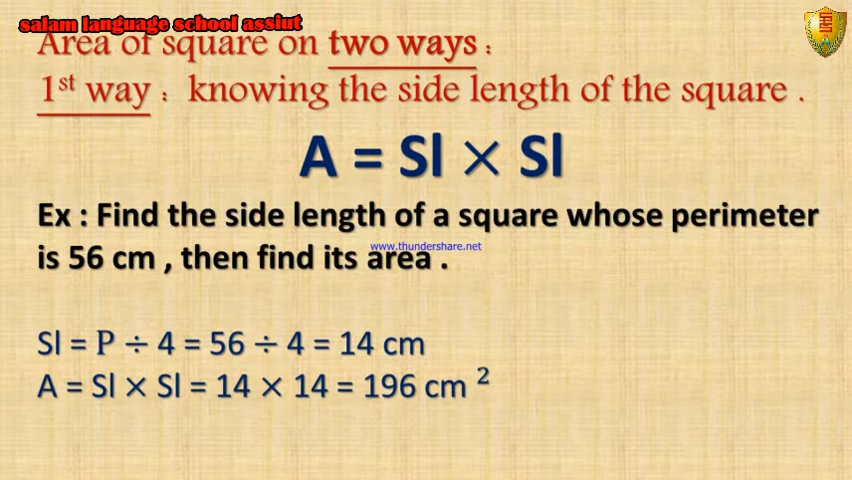 salam language school assiut
Area of square on two ways :
1st way : knowing the side length of the square .
A = Sl × Sl
Ex : Find the side length of a square whose perimeter
is 56 cm , then find its area .
www.thundershare.net
Sl = P ÷ 4 = 56 ÷ 4 = 14 cm
A = Sl × Sl = 14 × 14 = 196 cm ²